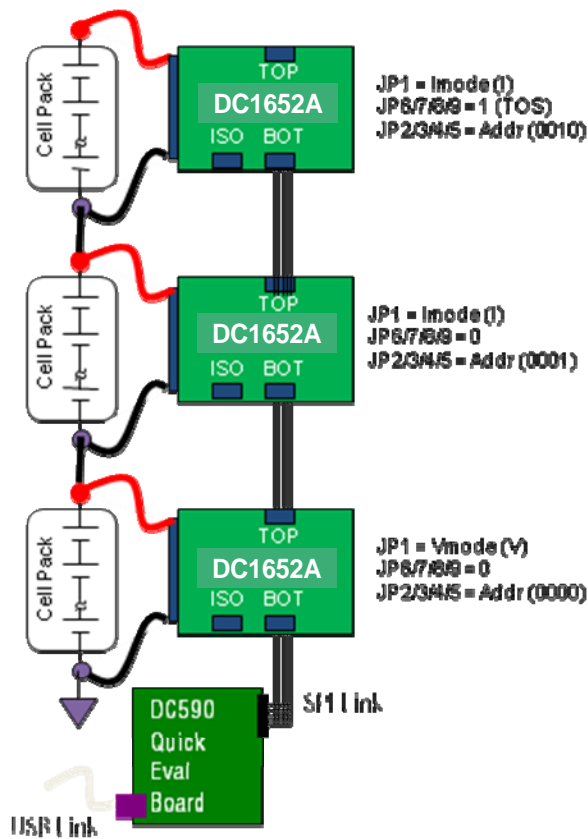 Cell Pack
TOP
DC1652A
ISO BOT
JP1 = Imode(I)
JP6/7/8/9 = 1 (TOS)
JP2/3/4/5 = Addr (0010)
Cell Pack
TOP
DC1652A
ISO BOT
JP1 = Imode(I)
JP6/7/8/9 = 0
JP2/3/4/5 = Addr (0001)
Cell Pack
TOP
DC1652A
ISO BOT
JP1 = Vmode (V)
JP6/7/8/9 = 0
JP2/3/4/5 = Addr (0000)
DC590
Quick
Eval
Board
Link
USB Link